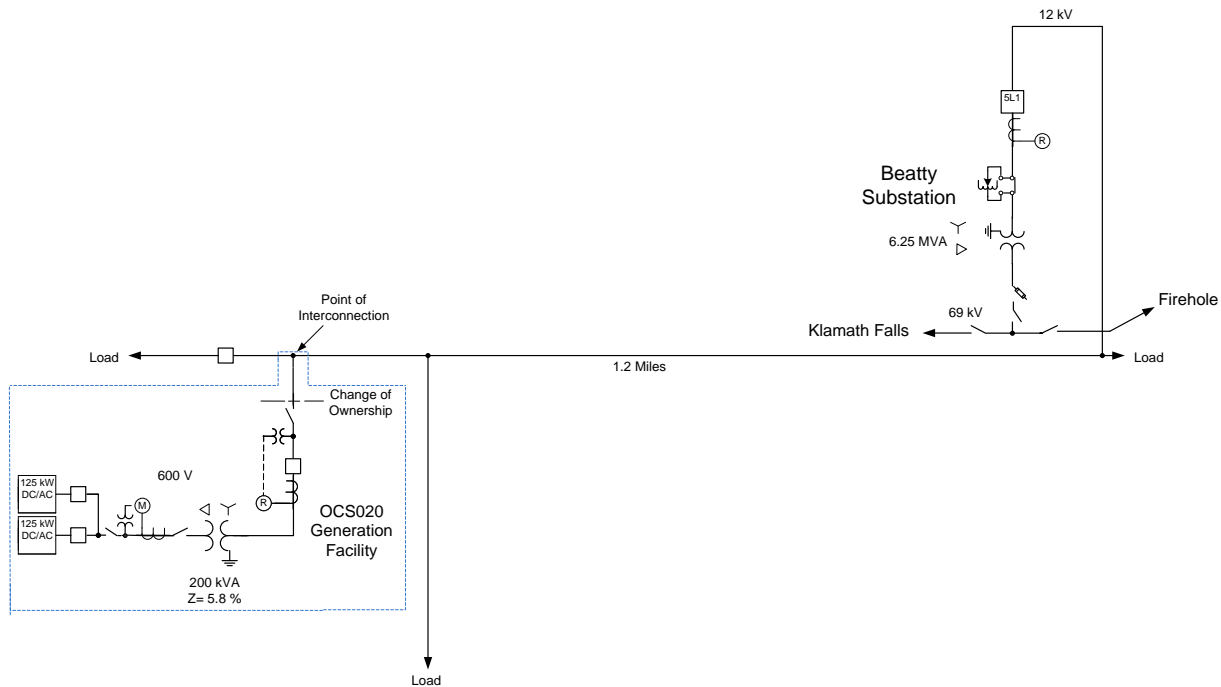 12 kV
5L1
R
Beatty
Substation
6.25 MVA
Firehole
69 kV
Klamath Falls
Point of
Interconnection
Load
1.2 Miles
Load
Change of
Ownership
600 V
125 kW
DC/AC
M
R
125 kW
DC/AC
OCS020
Generation
Facility
200 kVA
Z= 5.8 %
Load